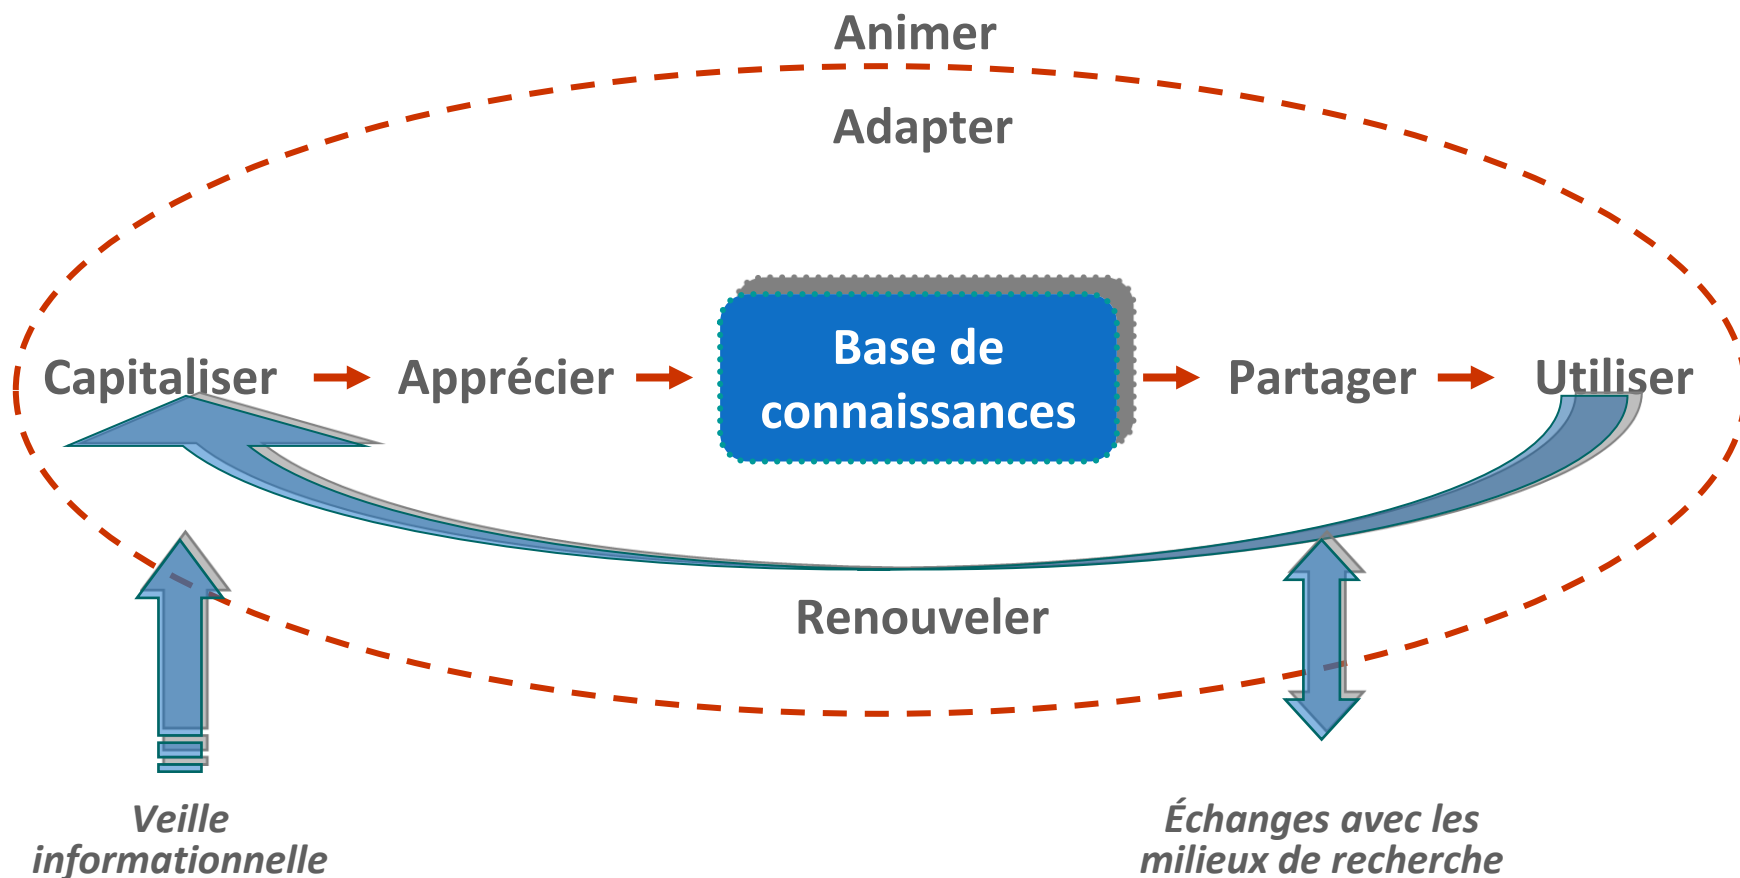 Animer
Adapter
Capitaliser
Apprécier
Base de
connaissances
Partager
Utiliser
Renouveler
Veille
informationnelle
Échanges avec les
milieux de recherche